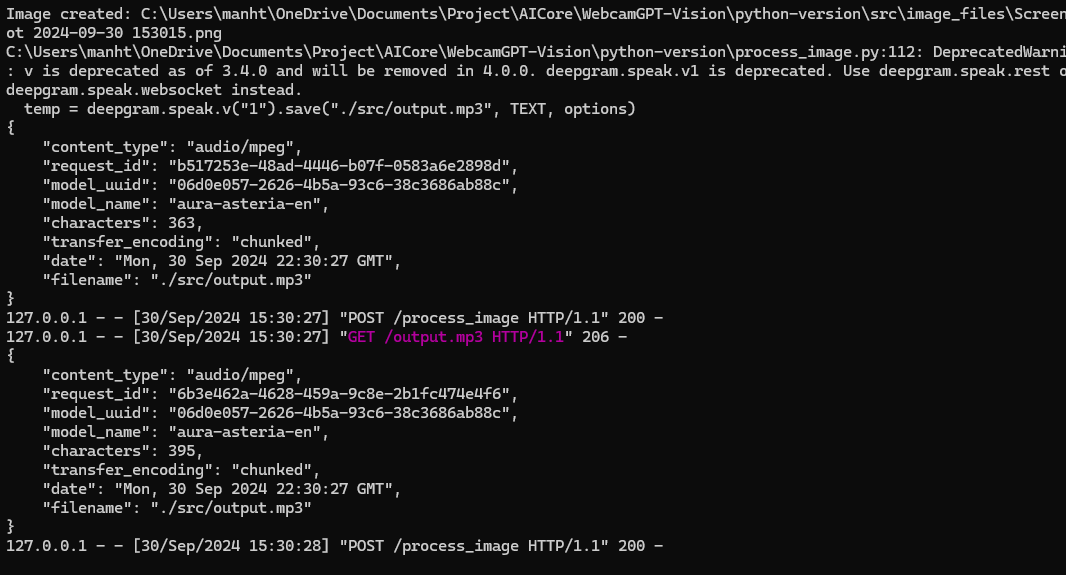 Image created: C:\Users\manht\OneDrive\Documents\Project\AICore\WebcamGPT-Vision\python-version\src\image_files\Screen
ot 2024-09-30 153015.png
C:\Users\manht\OneDrive\Documents\Project\AICore\WebcamGPT-Vision\python-version\process_image.py:112: DeprecatedWarni
: v is deprecated as of 3.4.0 and will be removed in 4.0.0. deepgram.speak.v1 is deprecated. Use deepgram.speak.rest o
deepgram.speak.websocket instead.
  temp = deepgram.speak.v("1").save("./src/output.mp3", TEXT, options)
{
    "content_type": "audio/mpeg",
    "request_id": "b517253e-48ad-4446-b07f-0583a6e2898d",
    "model_uuid": "06d0e057-2626-4b5a-93c6-38c3686ab88c",
    "model_name": "aura-asteria-en",
    "characters": 363,
    "transfer_encoding": "chunked",
    "date": "Mon, 30 Sep 2024 22:30:27 GMT",
    "filename": "./src/output.mp3"
}
127.0.0.1 - - [30/Sep/2024 15:30:27] "POST /process_image HTTP/1.1" 200 -
127.0.0.1 - - [30/Sep/2024 15:30:27] "GET /output.mp3 HTTP/1.1" 206 -
{
    "content_type": "audio/mpeg",
    "request_id": "6b3e462a-4628-459a-9c8e-2b1fc474e4f6",
    "model_uuid": "06d0e057-2626-4b5a-93c6-38c3686ab88c",
    "model_name": "aura-asteria-en",
    "characters": 395,
    "transfer_encoding": "chunked",
    "date": "Mon, 30 Sep 2024 22:30:27 GMT",
    "filename": "./src/output.mp3"
}
127.0.0.1 - - [30/Sep/2024 15:30:28] "POST /process_image HTTP/1.1" 200 -